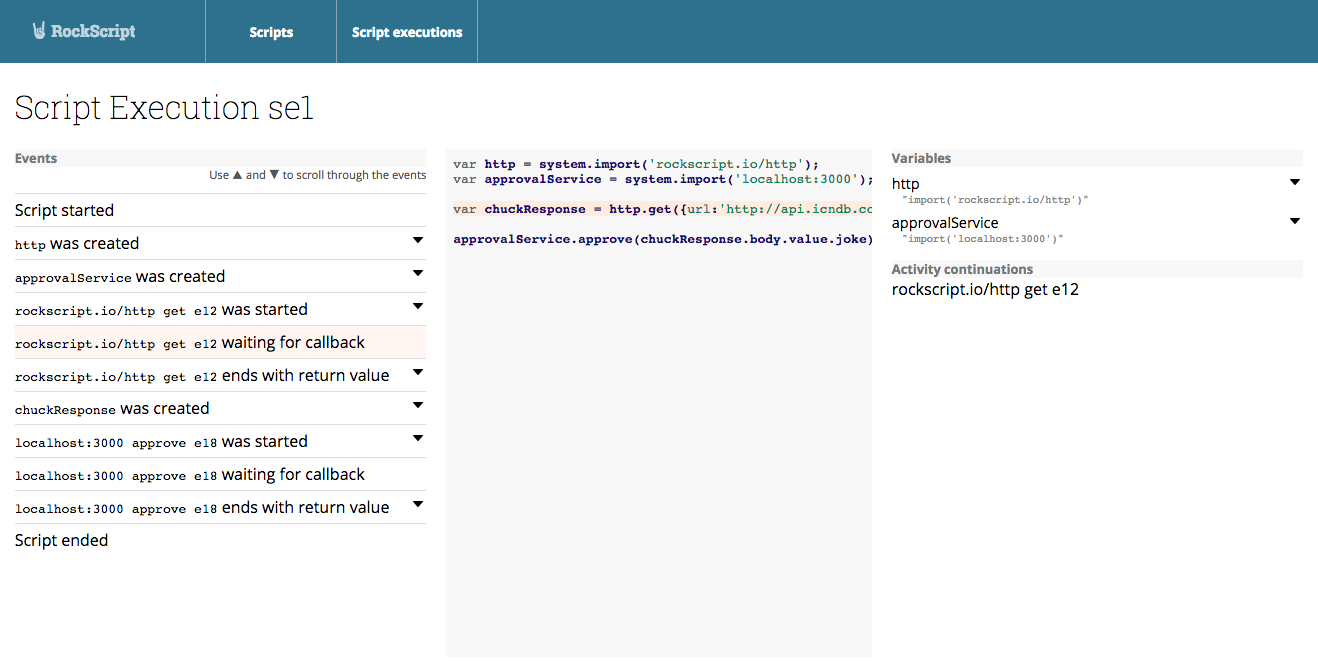 RockScript
Scripts
Script executions
Script Execution se1
Events
Use ▲ and ▼ to scroll through the events
Script started
http was created
approvalService was created
rockscript.io/http get e12 was started
rockscript.io/http get e12 waiting for callback
rockscript.io/http get e12 ends with return value
chuckResponse was created
localhost:3000 approve e18 was started
localhost:3000 approve e18 waiting for callback
localhost:3000 approve e18 ends with return value
Script ended
var http = system.import('rockscript.io/http');
var approvalService = system.import('localhost:3000');
var chuckResponse = http.get({url:'http://api.icndb.co
approvalService.approve(chuckResponse.body.value.joke)
Variables
http
"import('rockscript.io/http')"
approvalService
"import('localhost:3000')"
Activity continuations
rockscript.io/http get e12